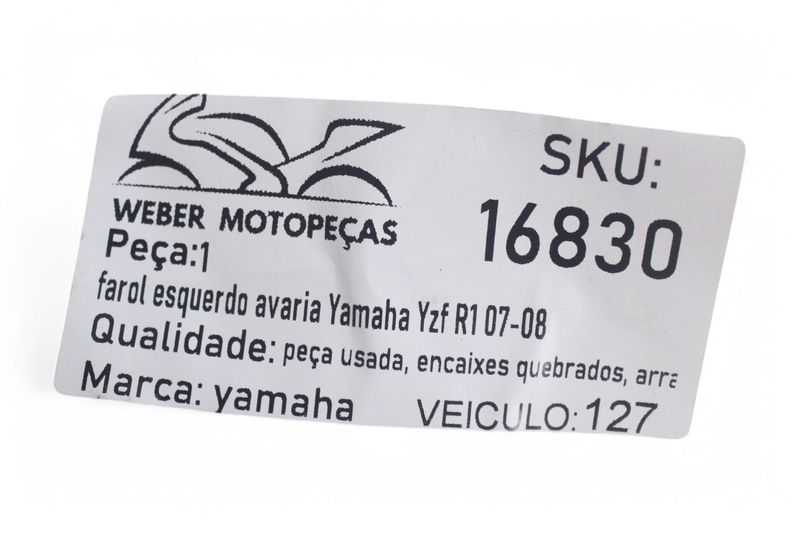 WEBER MOTOPEÇAS
SKU:
16830
Peça:1
farol esquerdo avaria Yamaha Yzf R1 07-08
Qualidade: peça usada, encaixes quebrados, arra
Marca: yamaha
VEICULO: 127